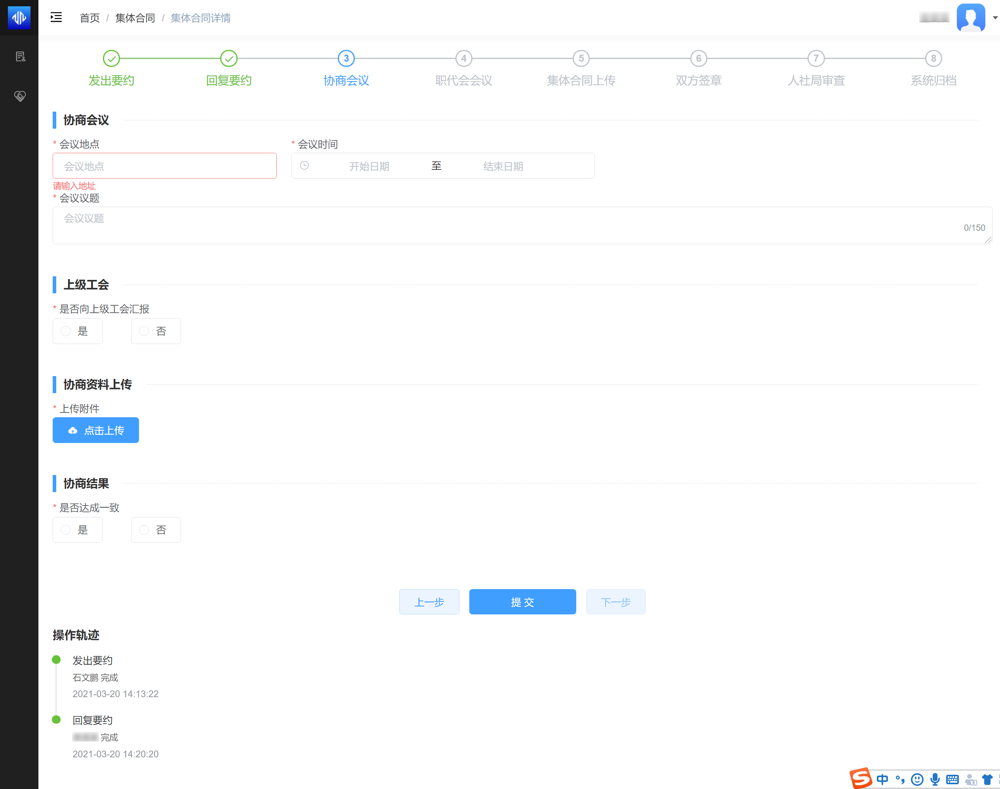 首页 / 集体合同 / 集体合同详情
3 4 5 6 7 8
发出要约 回复要约 协商会议 职代会会议 集体合同上传 双方签章 人社局审查 系统归档
协商会议
* 会议地点 * 会议时间
会议地点 开始日期 至 结束日期
请输入地址
* 会议议题
会议议题
0/150
上级工会
* 是否向上级工会汇报
是 否
协商资料上传
* 上传附件
点击上传
协商结果
* 是否达成一致
是 否
上一步 提 交 下一步
操作轨迹
发出要约
石文鹏 完成
2021-03-20 14:13:22
回复要约
完成
2021-03-20 14:20:20
S 中